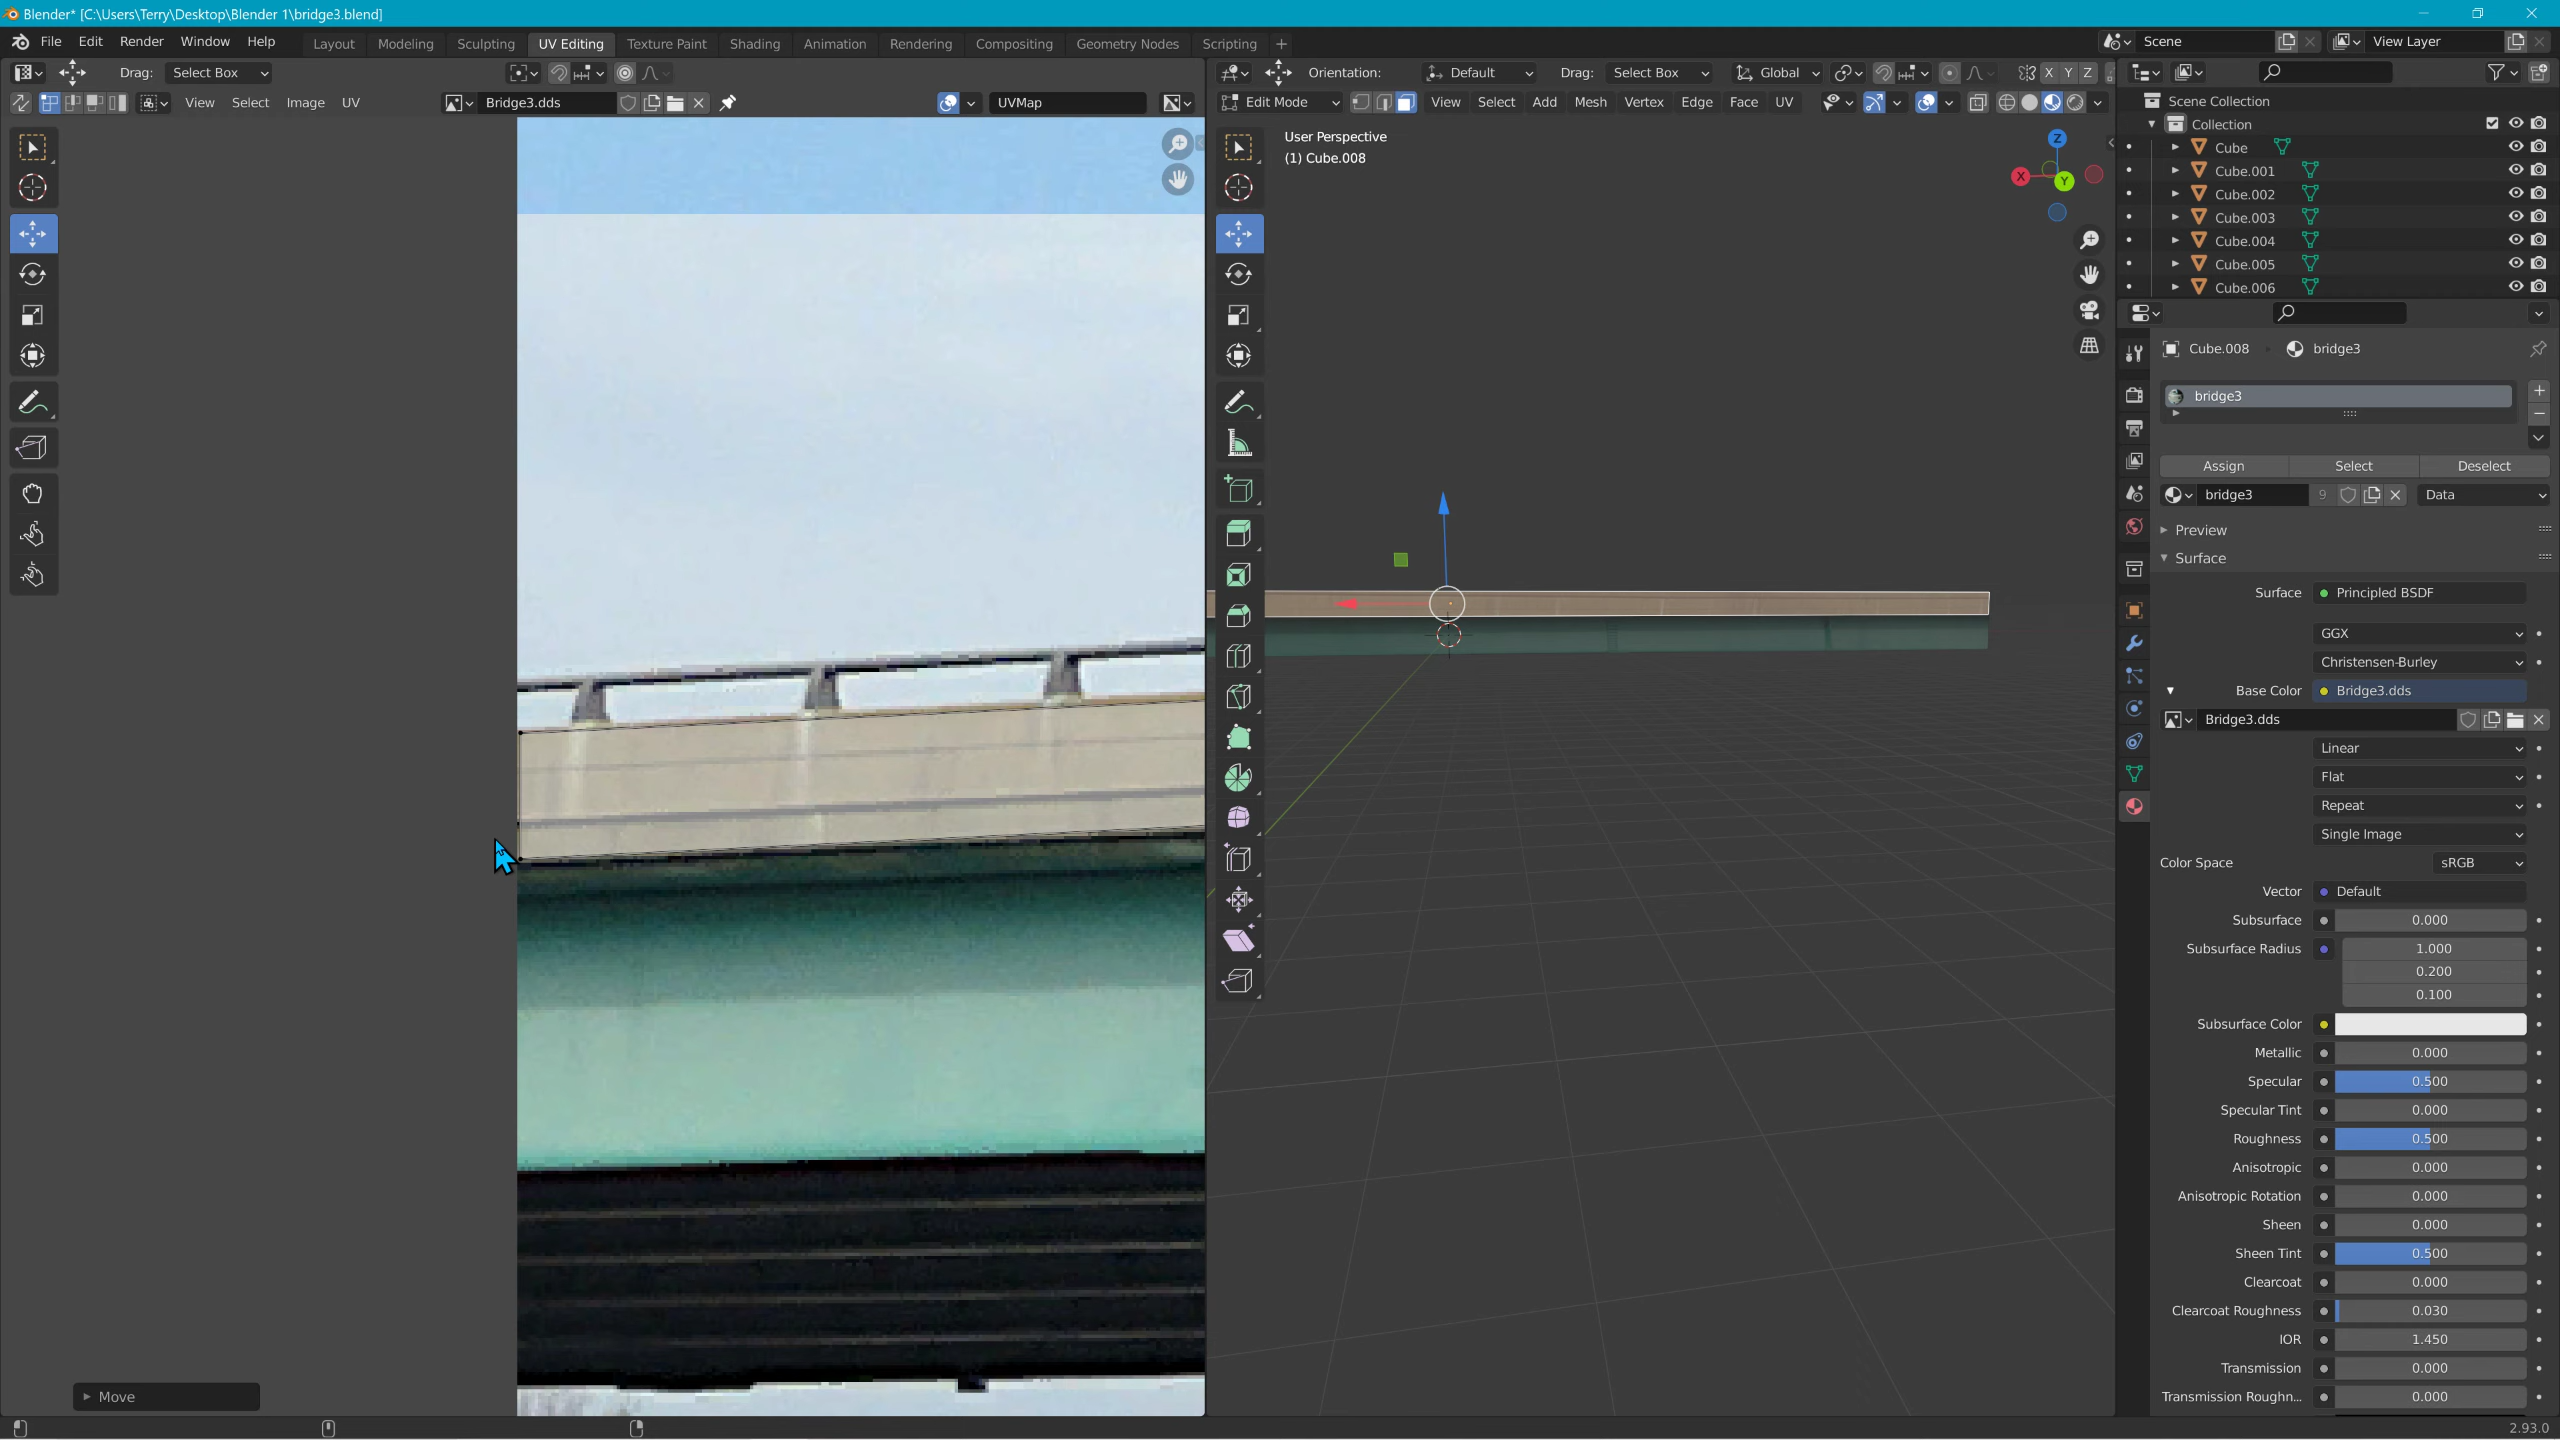 Blender* [C:\Users\Terry\Desktop\Blender 1\bridge3.blend]
File Edit Render Window Help Layout Modeling Sculpting UV Editing Texture Paint Shading Animation Rendering Compositing Geometry Nodes Scripting Scene View Layer
Drag: Select Box
View Select Image UV Bridge3.dds UVMap
Orientation: Default Drag: Select Box Global X Y Z
Edit Mode View Select Add Mesh Vertex Edge Face UV
User Perspective
(1) Cube.008
Z
X
Y
Move
Scene Collection
Collection
Cube
Cube.001
Cube.002
Cube.003
Cube.004
Cube.005
Cube.006
Cube.008 bridge3
bridge3
Assign Select Deselect
bridge3 9 Data
Preview
Surface
Surface Principled BSDF
GGX
Christensen-Burley
Base Color Bridge3.dds
Bridge3.dds
Linear
Flat
Repeat
Single Image
Color Space sRGB
Vector Default
Subsurface 0.000
Subsurface Radius 1.000
0.200
0.100
Subsurface Color
Metallic 0.000
Specular 0.500
Specular Tint 0.000
Roughness 0.500
Anisotropic 0.000
Anisotropic Rotation 0.000
Sheen 0.000
Sheen Tint 0.500
Clearcoat 0.000
Clearcoat Roughness 0.030
IOR 1.450
Transmission 0.000
Transmission Roughn... 0.000
2.93.0